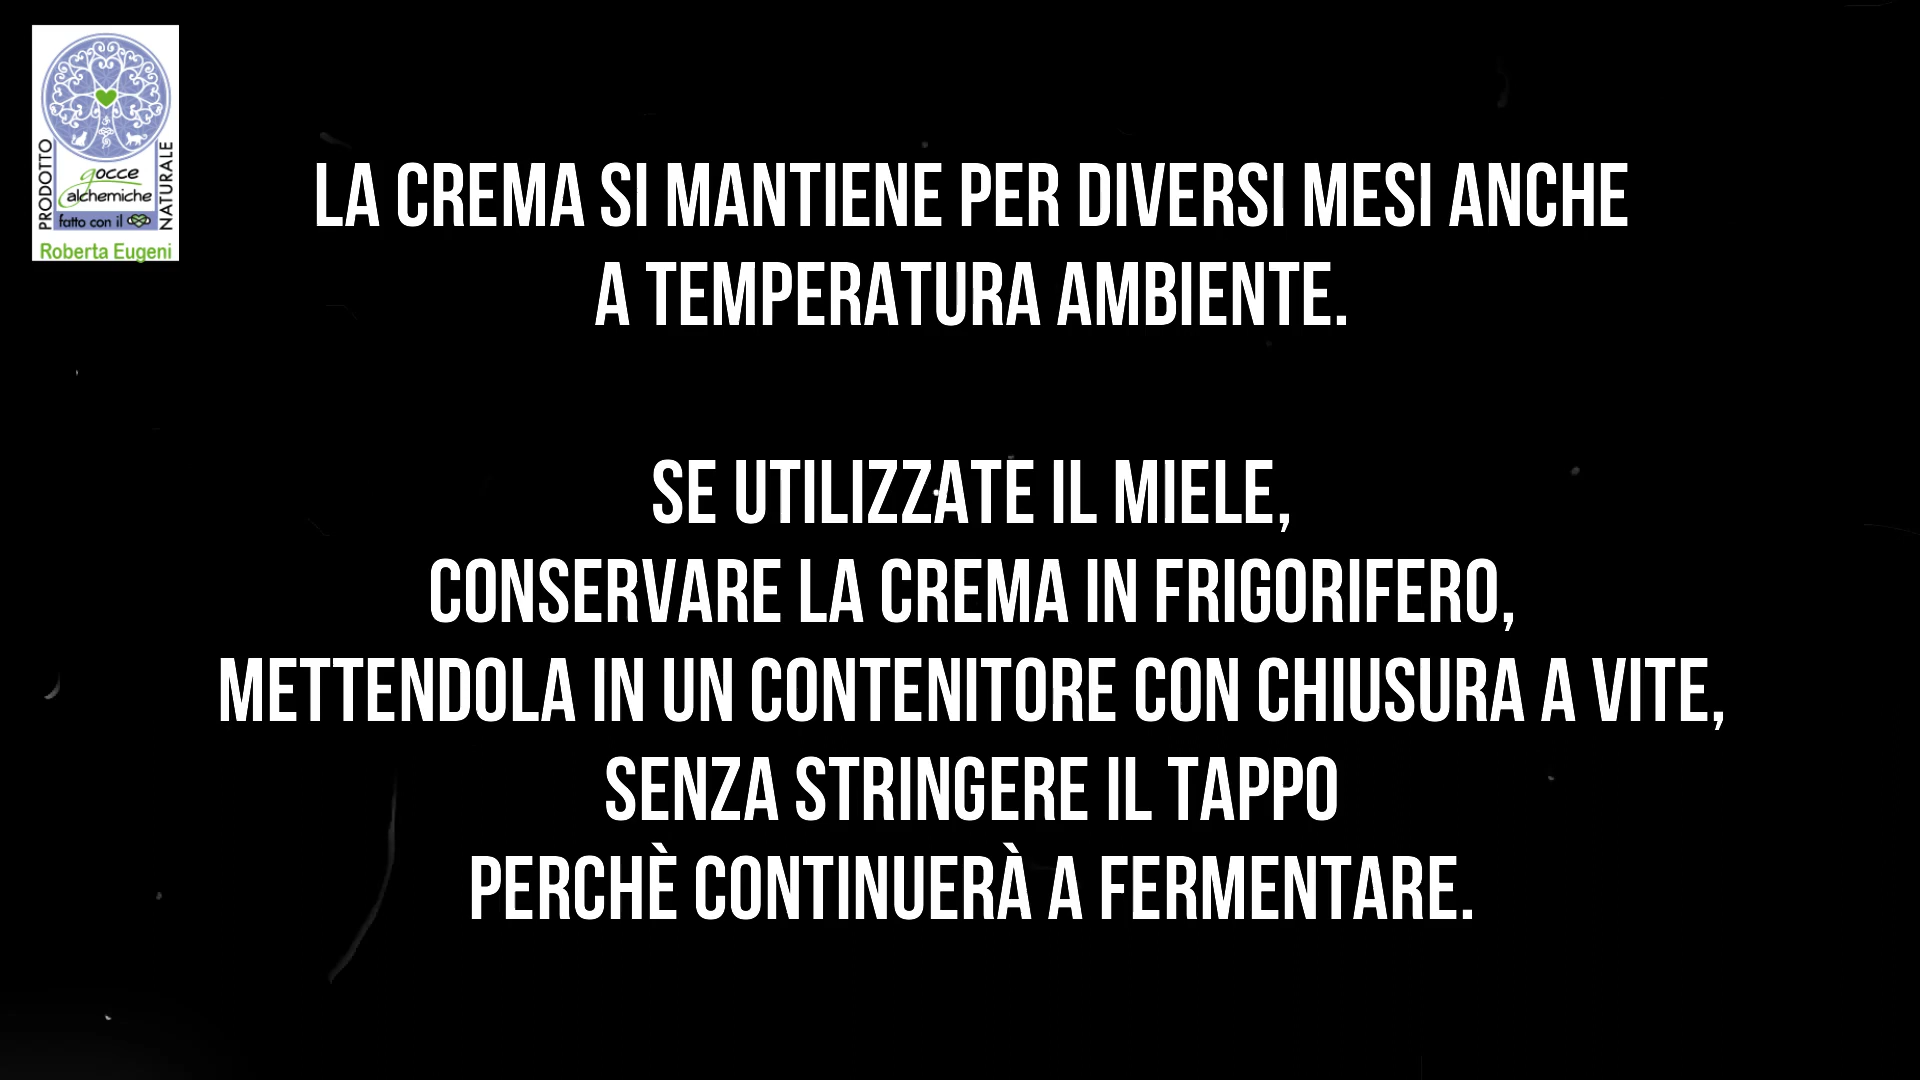 PRODOTTO
NATURALE
gocce
alchemiche
fatto con il
Roberta Eugeni
LA CREMA SI MANTIENE PER DIVERSI MESI ANCHE
A TEMPERATURA AMBIENTE.
SE UTILIZZATE IL MIELE,
CONSERVARE LA CREMA IN FRIGORIFERO,
METTENDOLA IN UN CONTENITORE CON CHIUSURA A VITE,
SENZA STRINGERE IL TAPPO
PERCHÈ CONTINUERÀ A FERMENTARE.